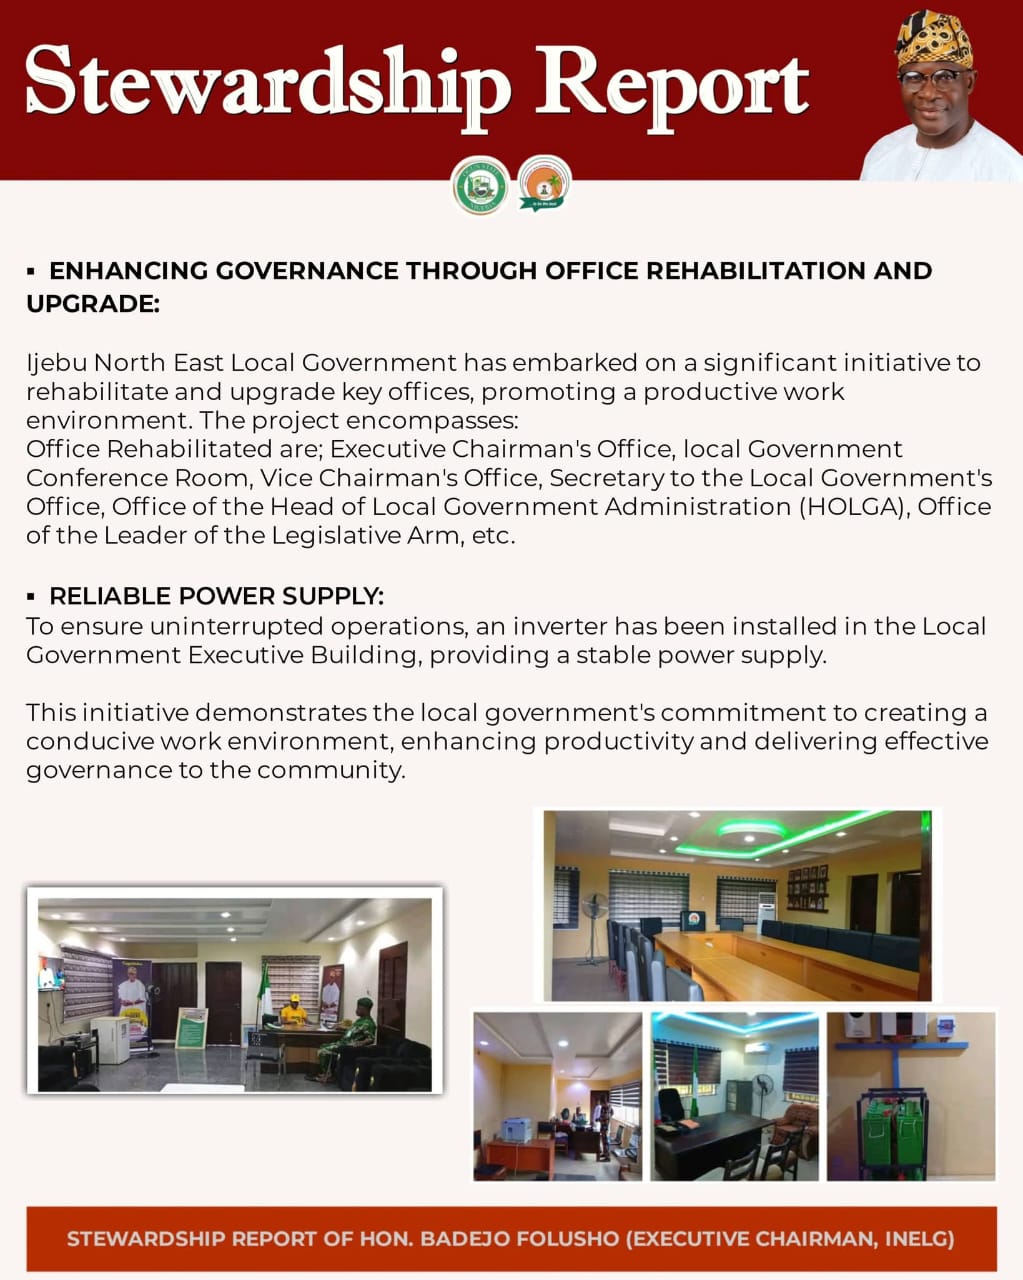 Stewardship Report
▪ ENHANCING GOVERNANCE THROUGH OFFICE REHABILITATION AND
UPGRADE:
Ijebu North East Local Government has embarked on a significant initiative to
rehabilitate and upgrade key offices, promoting a productive work
environment. The project encompasses:
Office Rehabilitated are; Executive Chairman's Office, local Government
Conference Room, Vice Chairman's Office, Secretary to the Local Government's
Office, Office of the Head of Local Government Administration (HOLGA), Office
of the Leader of the Legislative Arm, etc.
▪ RELIABLE POWER SUPPLY:
To ensure uninterrupted operations, an inverter has been installed in the Local
Government Executive Building, providing a stable power supply.
This initiative demonstrates the local government's commitment to creating a
conducive work environment, enhancing productivity and delivering effective
governance to the community.
STEWARDSHIP REPORT OF HON. BADEJO FOLUSHO (EXECUTIVE CHAIRMAN, INELG)